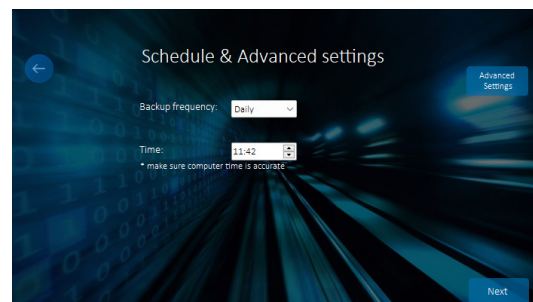 Schedule & Advanced settings
Advanced
Settings
Backup frequency: Daily
Time: 11:42
* make sure computer time is accurate
Next